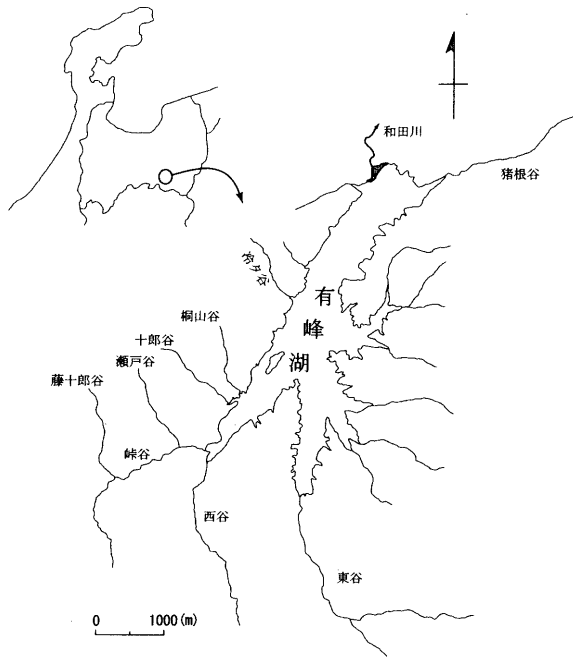 和田川
猪根谷
有峰湖
桐山谷
十郎谷
瀬戸谷
藤十郎谷
峠谷
西谷
東谷
0 1000(m)